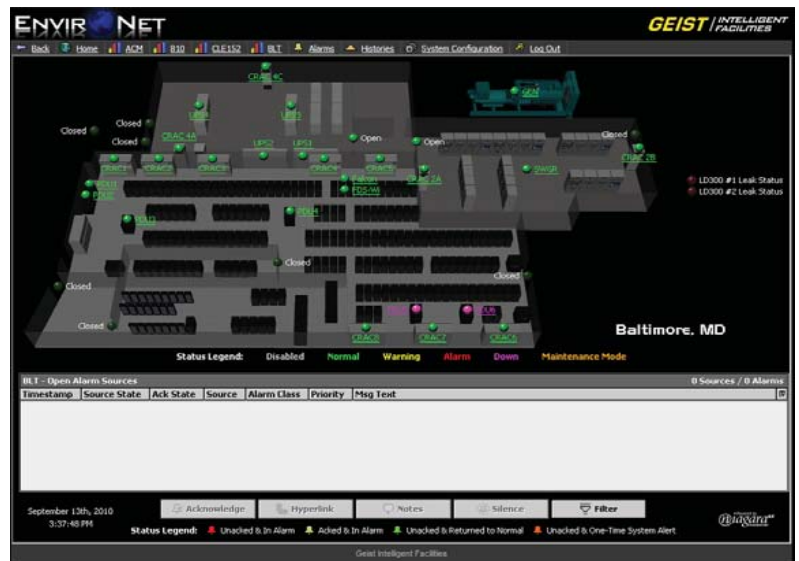 ENVIRONET
GEIST / INTELLIGENT FACILITIES
Back Home ACM B10 CLE152 BLT Alarms Histories System Configuration Log Out
CRAC 4C
GEN
UPS3
Closed
Closed
Closed
CRAC 4A
UPS2 UPS1
Open
Open
Closed
CRAC 2B
CRAC1 CRAC2 CRAC3 CRAC4 CRAC5
CRAC 2A
SWGR
PDU1
PDU2
PDS-W6
LD300 #1 Leak Status
LD300 #2 Leak Status
PDU3
PDU4
Closed
Closed
Closed
Closed
PDU6
CRAC8 CRAC7 CRAC6
Baltimore, MD
Status Legend: Disabled Normal Warning Alarm Down Maintenance Mode
BLT - Open Alarm Sources 0 Sources / 0 Alarms
Timestamp Source State Ack State Source Alarm Class Priority Msg Text
September 13th, 2010
3:37:48 PM
Acknowledge Hyperlink Notes Silence Filter
Status Legend: Unacked & In Alarm Acked & In Alarm Unacked & Returned to Normal Unacked & One-Time System Alert
Niagara
Geist Intelligent Facilities